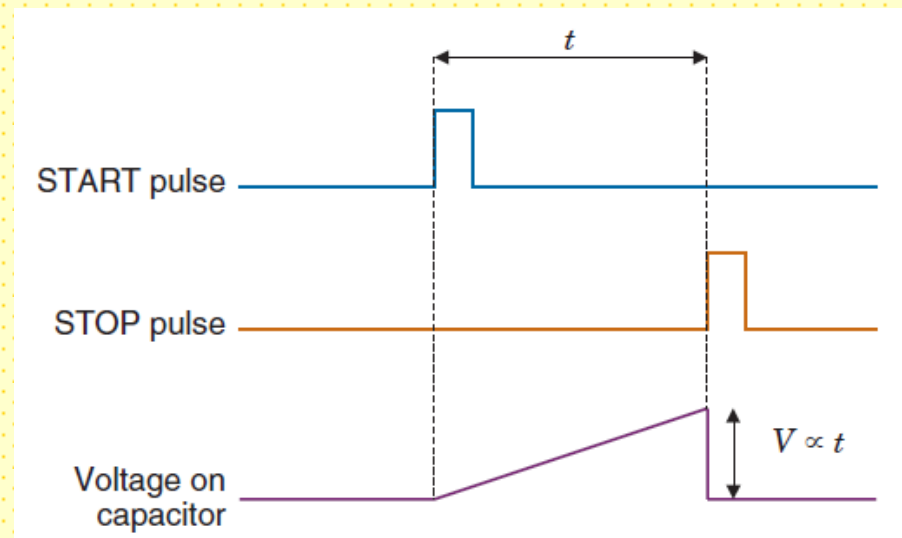 t
START pulse
STOP pulse
V ∝ t
Voltage on
capacitor